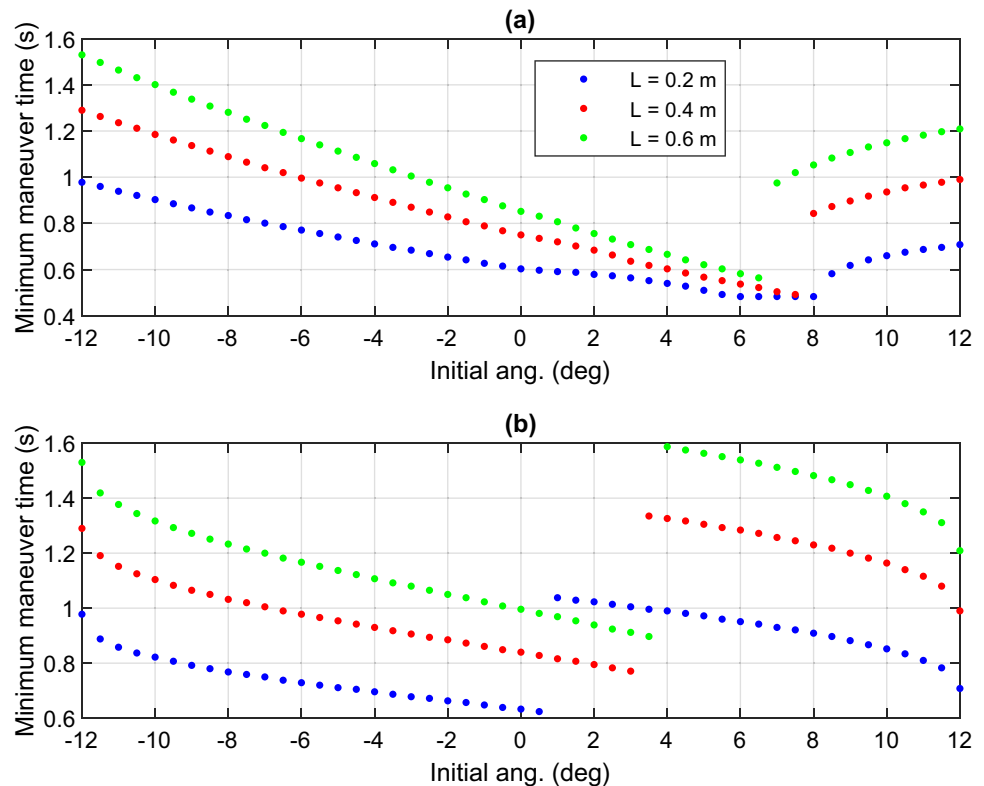 (a)
Minimum maneuver time (s)
1.6
1.4
1.2
1
0.8
0.6
0.4
L = 0.2 m
L = 0.4 m
L = 0.6 m
-12 -10 -8 -6 -4 -2 0 2 4 6 8 10 12
Initial ang. (deg)
(b)
Minimum maneuver time (s)
1.6
1.4
1.2
1
0.8
0.6
-12 -10 -8 -6 -4 -2 0 2 4 6 8 10 12
Initial ang. (deg)